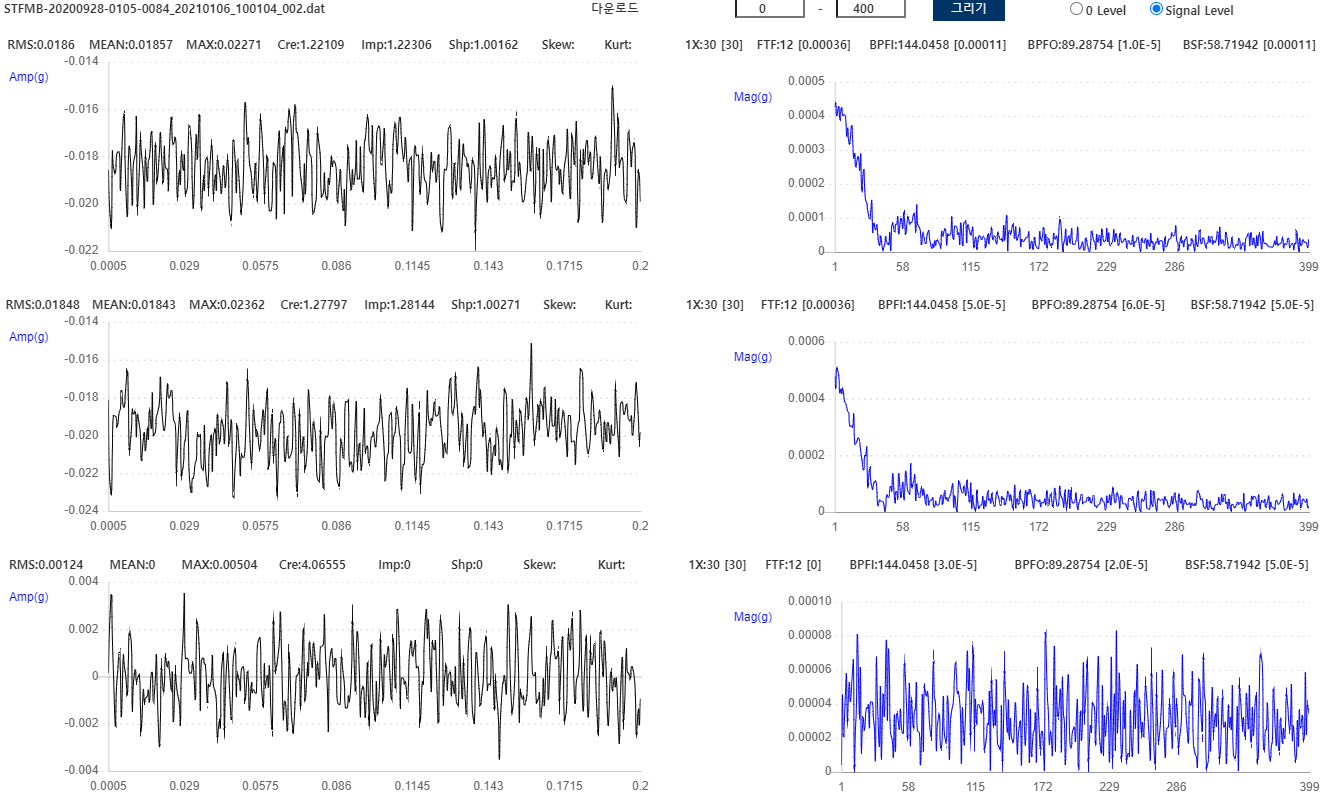 STFMB-20200928-0105-0084_20210106_100104_002.dat 다운로드 0 - 400 그리기 0 Level Signal Level
RMS:0.0186 MEAN:0.01857 MAX:0.02271 Cre:1.22109 Imp:1.22306 Shp:1.00162 Skew: Kurt:
Amp(g)
-0.014
-0.016
-0.018
-0.020
-0.022
0.0005 0.029 0.0575 0.086 0.1145 0.143 0.1715 0.2
1X:30 [30] FTF:12 [0.00036] BPFI:144.0458 [0.00011] BPFO:89.28754 [1.0E-5] BSF:58.71942 [0.00011]
Mag(g)
0.0005
0.0004
0.0003
0.0002
0.0001
0
1 58 115 172 229 286 399
RMS:0.01848 MEAN:0.01843 MAX:0.02362 Cre:1.27797 Imp:1.28144 Shp:1.00271 Skew: Kurt:
Amp(g)
-0.014
-0.016
-0.018
-0.020
-0.022
-0.024
0.0005 0.029 0.0575 0.086 0.1145 0.143 0.1715 0.2
1X:30 [30] FTF:12 [0.00036] BPFI:144.0458 [5.0E-5] BPFO:89.28754 [6.0E-5] BSF:58.71942 [5.0E-5]
Mag(g)
0.0006
0.0004
0.0002
0
1 58 115 172 229 286 399
RMS:0.00124 MEAN:0 MAX:0.00504 Cre:4.06555 Imp:0 Shp:0 Skew: Kurt:
Amp(g)
0.004
0.002
0
-0.002
-0.004
0.0005 0.029 0.0575 0.086 0.1145 0.143 0.1715 0.2
1X:30 [30] FTF:12 [0] BPFI:144.0458 [3.0E-5] BPFO:89.28754 [2.0E-5] BSF:58.71942 [5.0E-5]
Mag(g)
0.00010
0.00008
0.00006
0.00004
0.00002
0
1 58 115 172 229 286 399